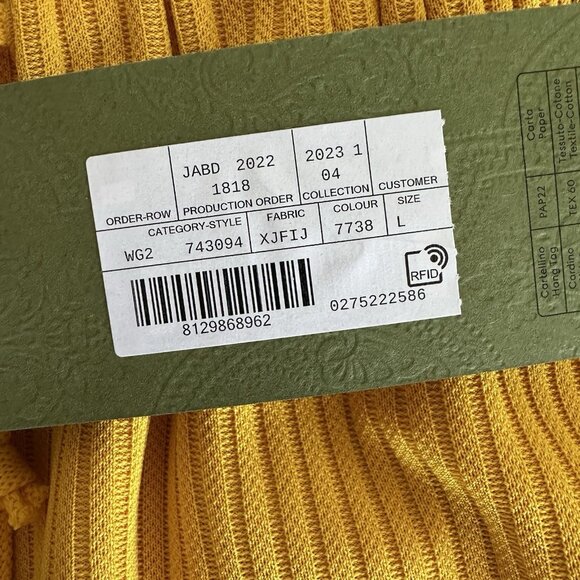 JABD 2022 2023 1
1818 04
ORDER-ROW PRODUCTION ORDER COLLECTION CUSTOMER
CATEGORY-STYLE FABRIC COLOUR SIZE
WG2 743094 XJFIJ 7738 L
RFID
8129868962 0275222586
Carta
Paper
Tessuto-Cotone
Textile-Cotton
PAP22
TEX 60
Cartellino
Hang Tag
Cordino